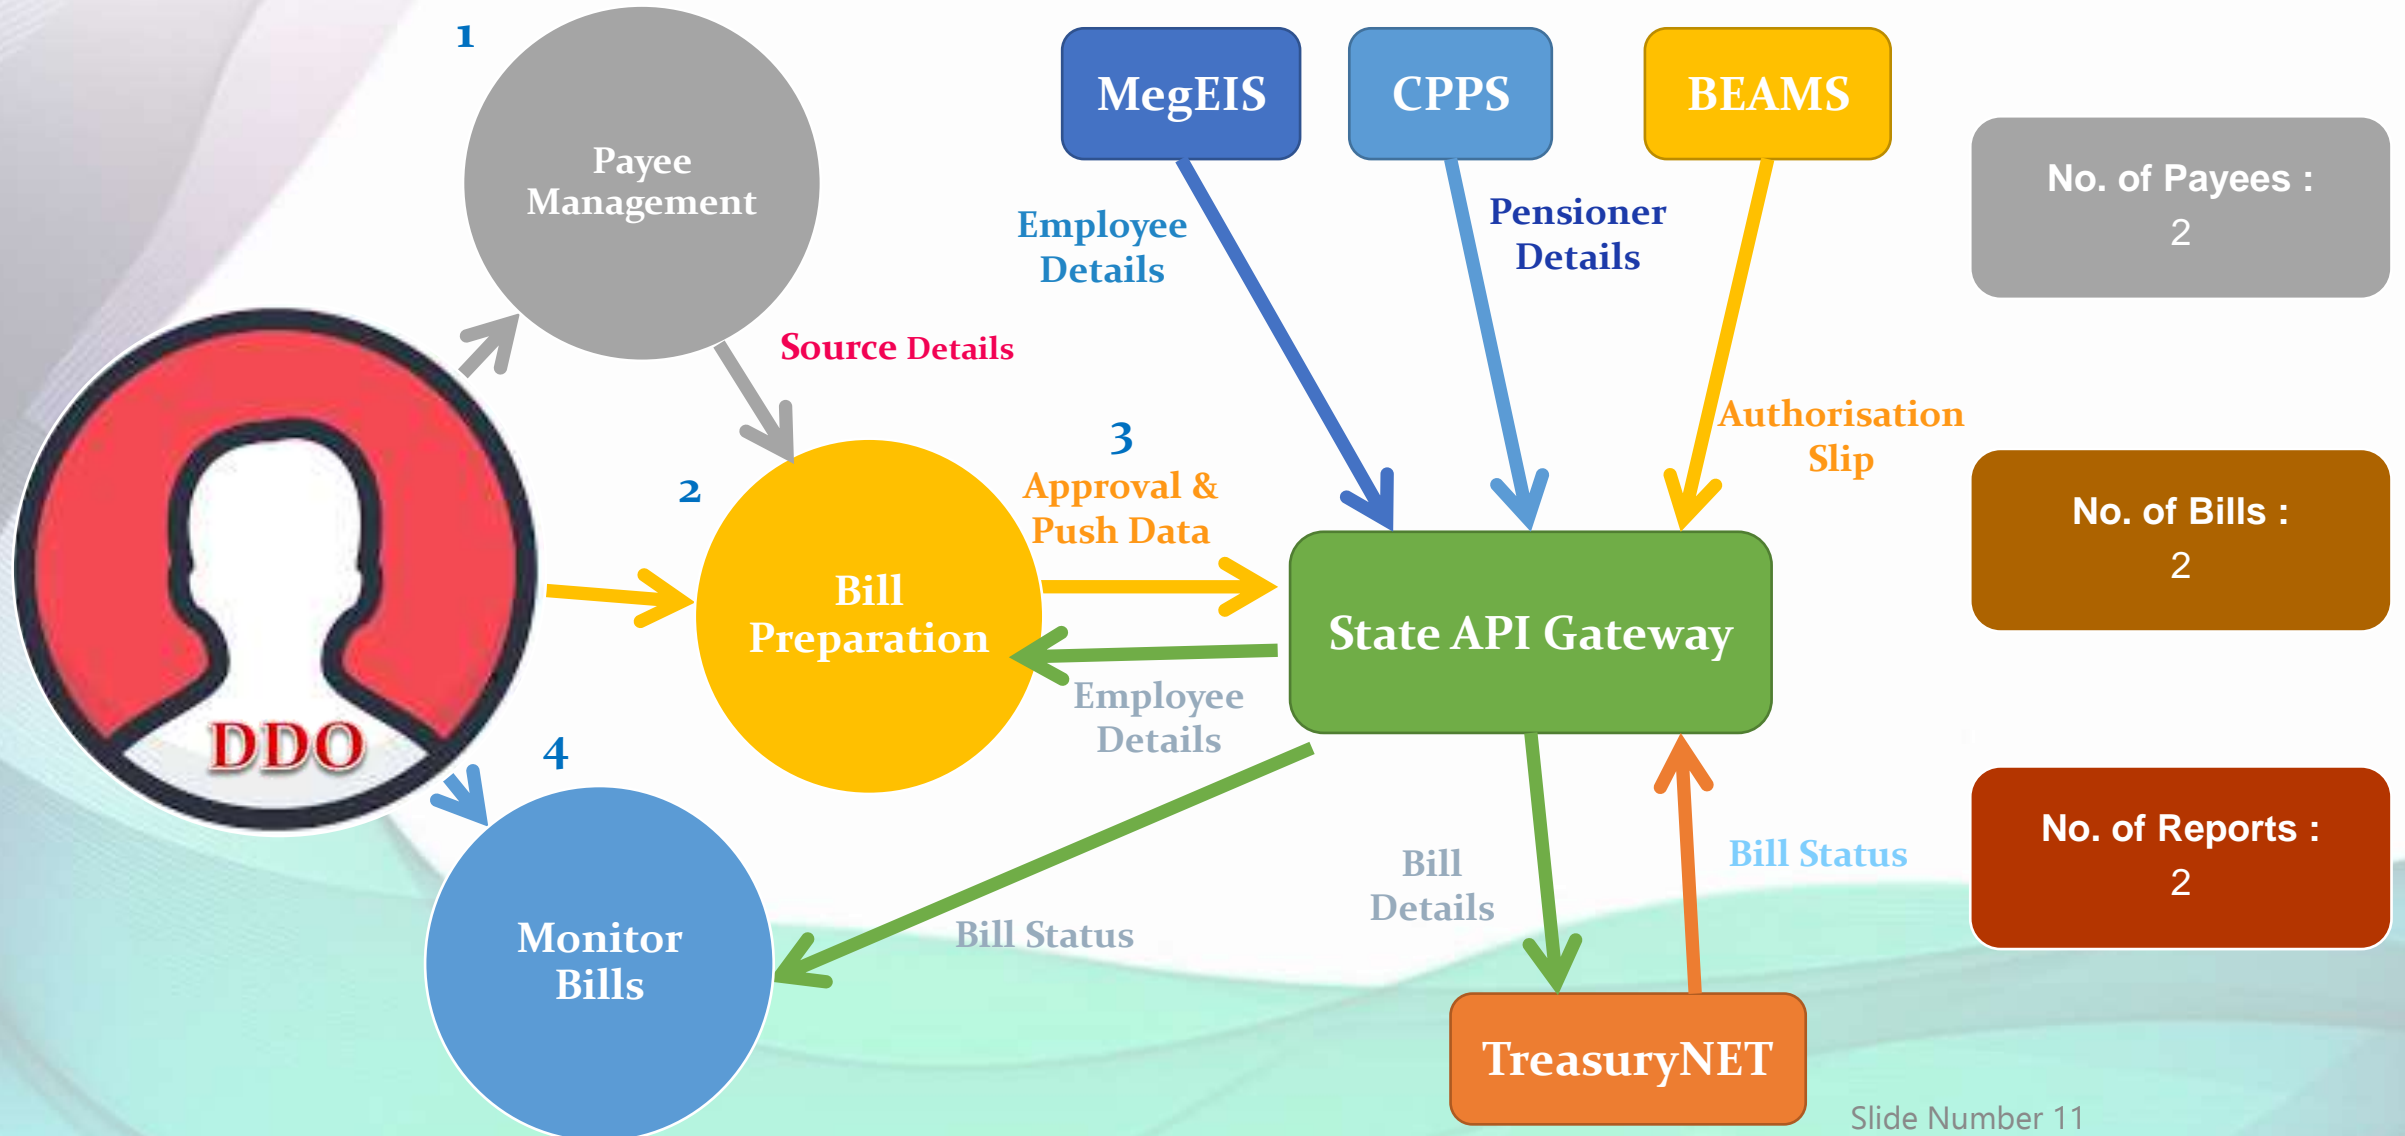 1
Payee
Management
MegEIS
CPPS
BEAMS
No. of Payees :
2
Employee
Details
Pensioner
Details
Source Details
Authorisation
Slip
2
3
Approval &
Push Data
No. of Bills :
2
Bill
Preparation
State API Gateway
Employee
Details
DDO
4
No. of Reports :
2
Bill
Details
Bill Status
Bill Status
Monitor
Bills
TreasuryNET
Slide Number 11